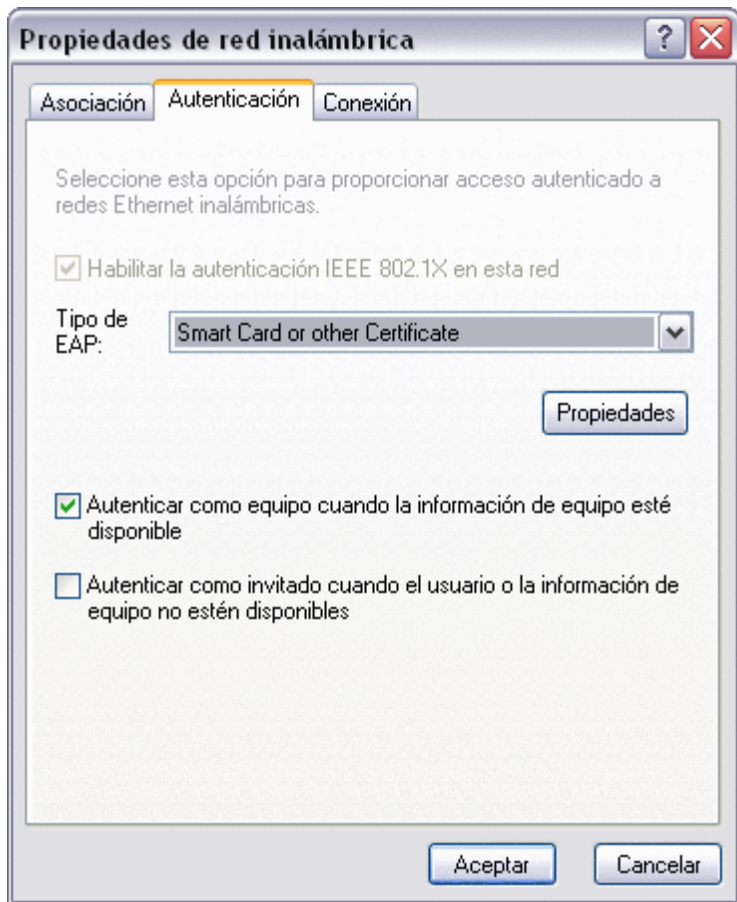 Propiedades de red inalámbrica
Asociación Autenticación Conexión
Seleccione esta opción para proporcionar acceso autenticado a
redes Ethernet inalámbricas.
Habilitar la autenticación IEEE 802.1X en esta red
Tipo de
EAP:
Smart Card or other Certificate
Propiedades
Autenticar como equipo cuando la información de equipo esté
disponible
Autenticar como invitado cuando el usuario o la información de
equipo no estén disponibles
Aceptar Cancelar